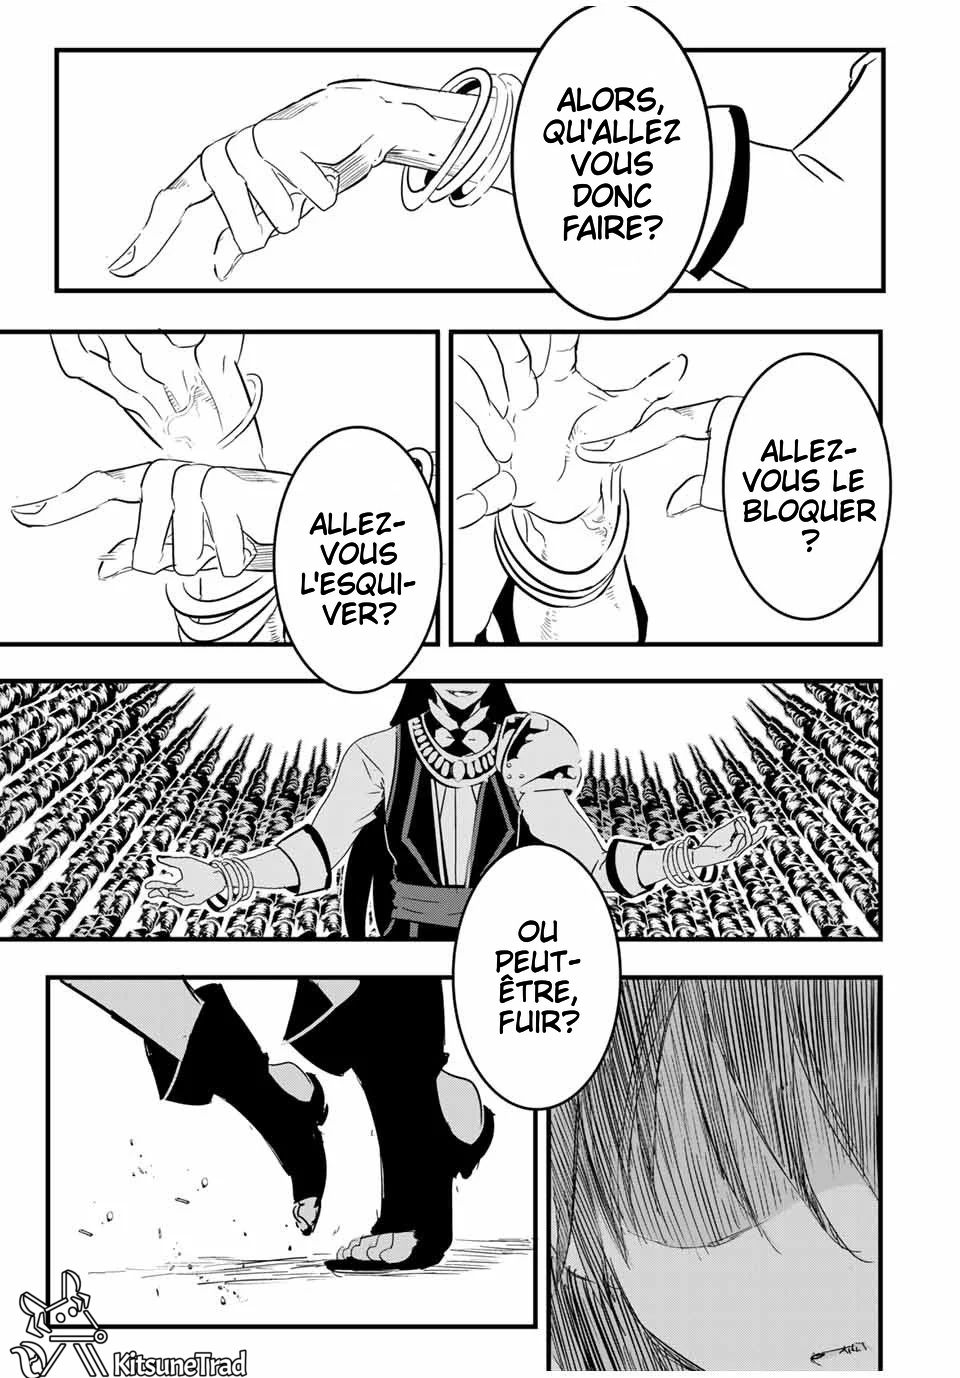 ALORS,
QU'ALLEZ
VOUS
DONC
FAIRE?
ALLEZ-
VOUS LE
BLOQUER
?
ALLEZ-
VOUS
L'ESQUI-
VER?
OU
PEUT-
ÊTRE,
FUIR?
KitsuneTrad